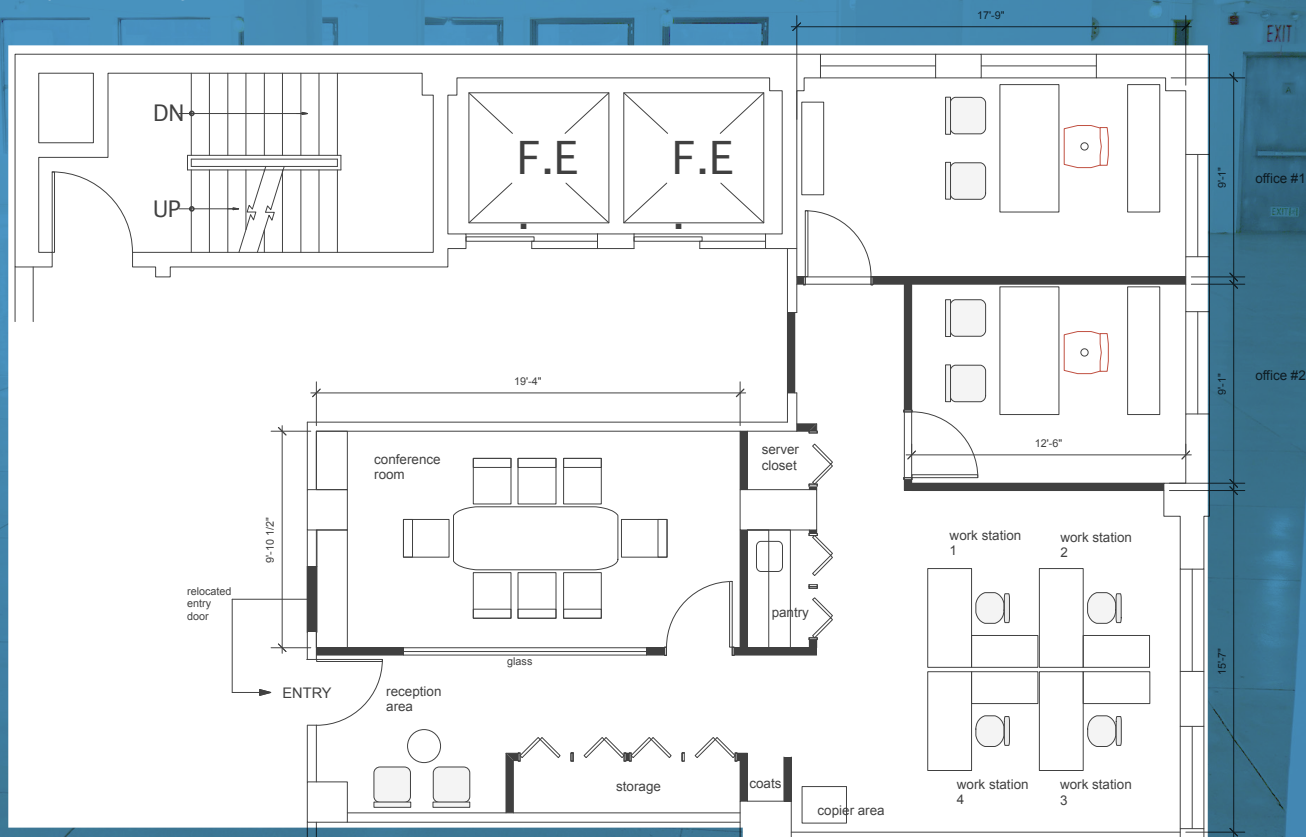 17'-9"
EXIT
DN
UP
F.E
F.E
9'-1"
office #1
EXIT
19'-4"
9'-1"
office #2
12'-6"
conference
room
server
closet
9'-10 1/2"
work station
1
work station
2
relocated
entry
door
pantry
glass
15'-7"
ENTRY
reception
area
storage
coats
work station
4
work station
3
copier area